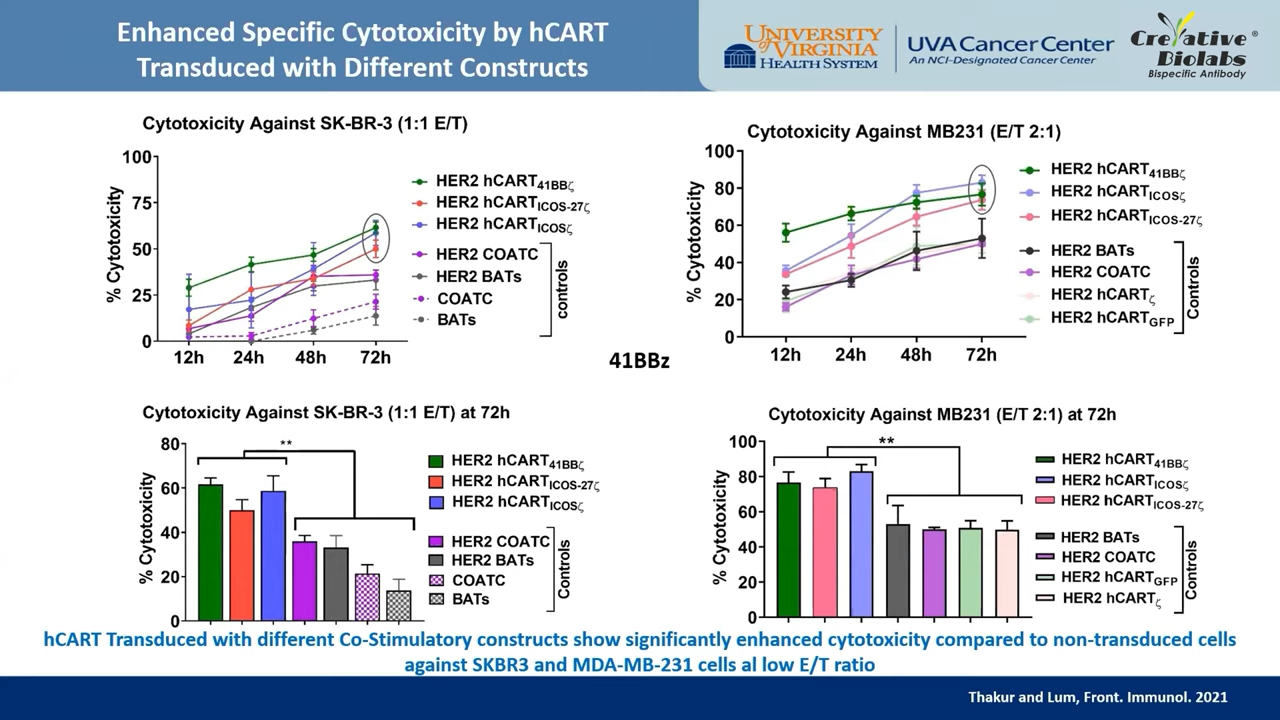 Enhanced Specific Cytotoxicity by hCART
Transduced with Different Constructs
UNIVERSITY
of VIRGINIA
HEALTH SYSTEM
UVA Cancer Center
An NCI-Designated Cancer Center
Creative ®
Biolabs
Bispecific Antibody
Cytotoxicity Against SK-BR-3 (1:1 E/T)
% Cytotoxicity
100
75
50
25
0
12h 24h 48h 72h
HER2 hCART41BBζ
HER2 hCARTICOS-27ζ
HER2 hCARTICOSζ
HER2 COATC
HER2 BATs
COATC
BATs
controls
Cytotoxicity Against MB231 (E/T 2:1)
% Cytotoxicity
100
80
60
40
20
0
12h 24h 48h 72h
HER2 hCART41BBζ
HER2 hCARTICOSζ
HER2 hCARTICOS-27ζ
HER2 BATs
HER2 COATC
HER2 hCARTζ
HER2 hCARTGFP
Controls
41BBz
Cytotoxicity Against SK-BR-3 (1:1 E/T) at 72h
% Cytotoxicity
80
60
40
20
0
**
HER2 hCART41BBζ
HER2 hCARTICOS-27ζ
HER2 hCARTICOSζ
HER2 COATC
HER2 BATs
COATC
BATs
Controls
Cytotoxicity Against MB231 (E/T 2:1) at 72h
% Cytotoxicity
100
80
60
40
20
0
**
HER2 hCART41BBζ
HER2 hCARTICOSζ
HER2 hCARTICOS-27ζ
HER2 BATs
HER2 COATC
HER2 hCARTGFP
HER2 hCARTζ
Controls
hCART Transduced with different Co-Stimulatory constructs show significantly enhanced cytotoxicity compared to non-transduced cells
against SKBR3 and MDA-MB-231 cells al low E/T ratio
Thakur and Lum, Front. Immunol. 2021